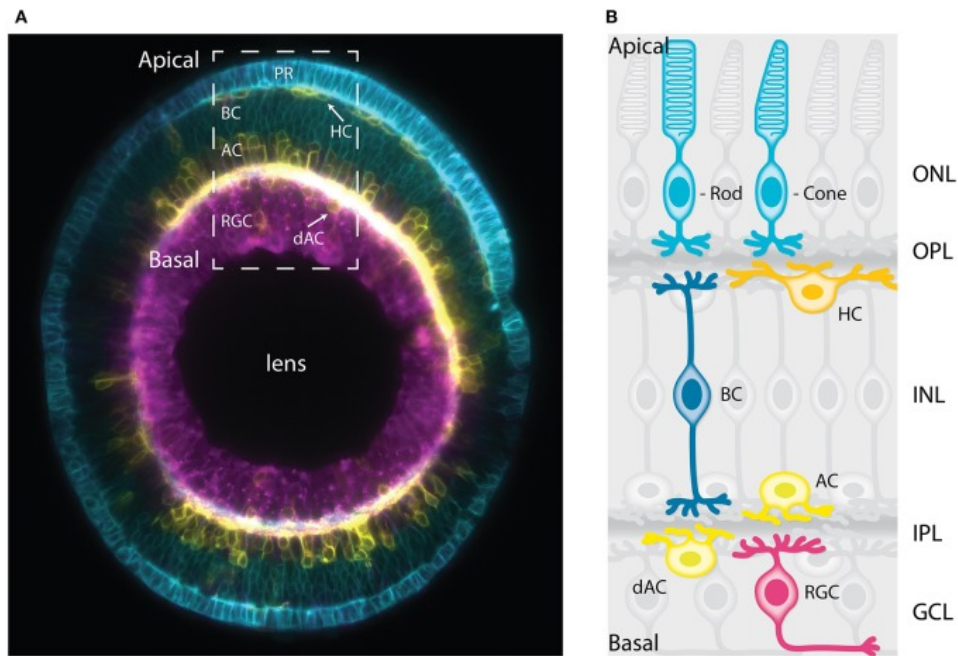 A
Apical
PR
BC
HC
AC
RGC
dAC
Basal
lens
B
Apical
ONL
- Rod
- Cone
OPL
HC
INL
BC
AC
IPL
dAC
RGC
GCL
Basal